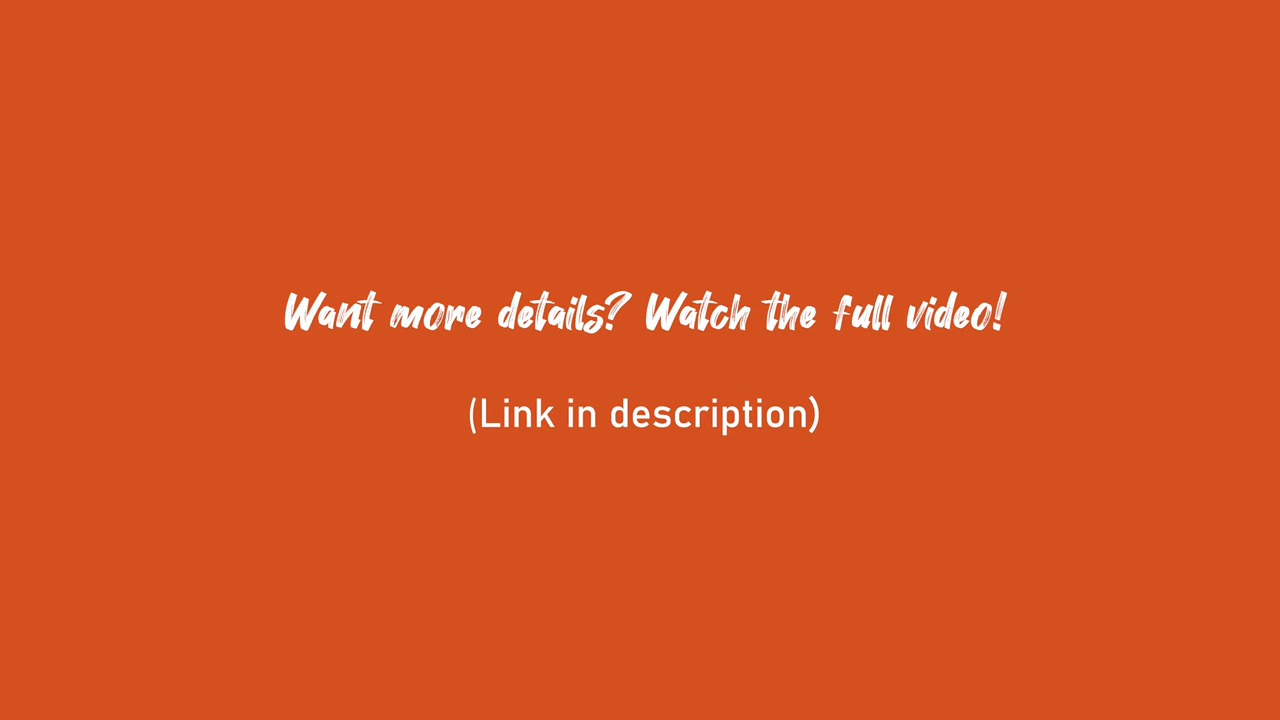 Want more details? Watch the full video!
(Link in description)